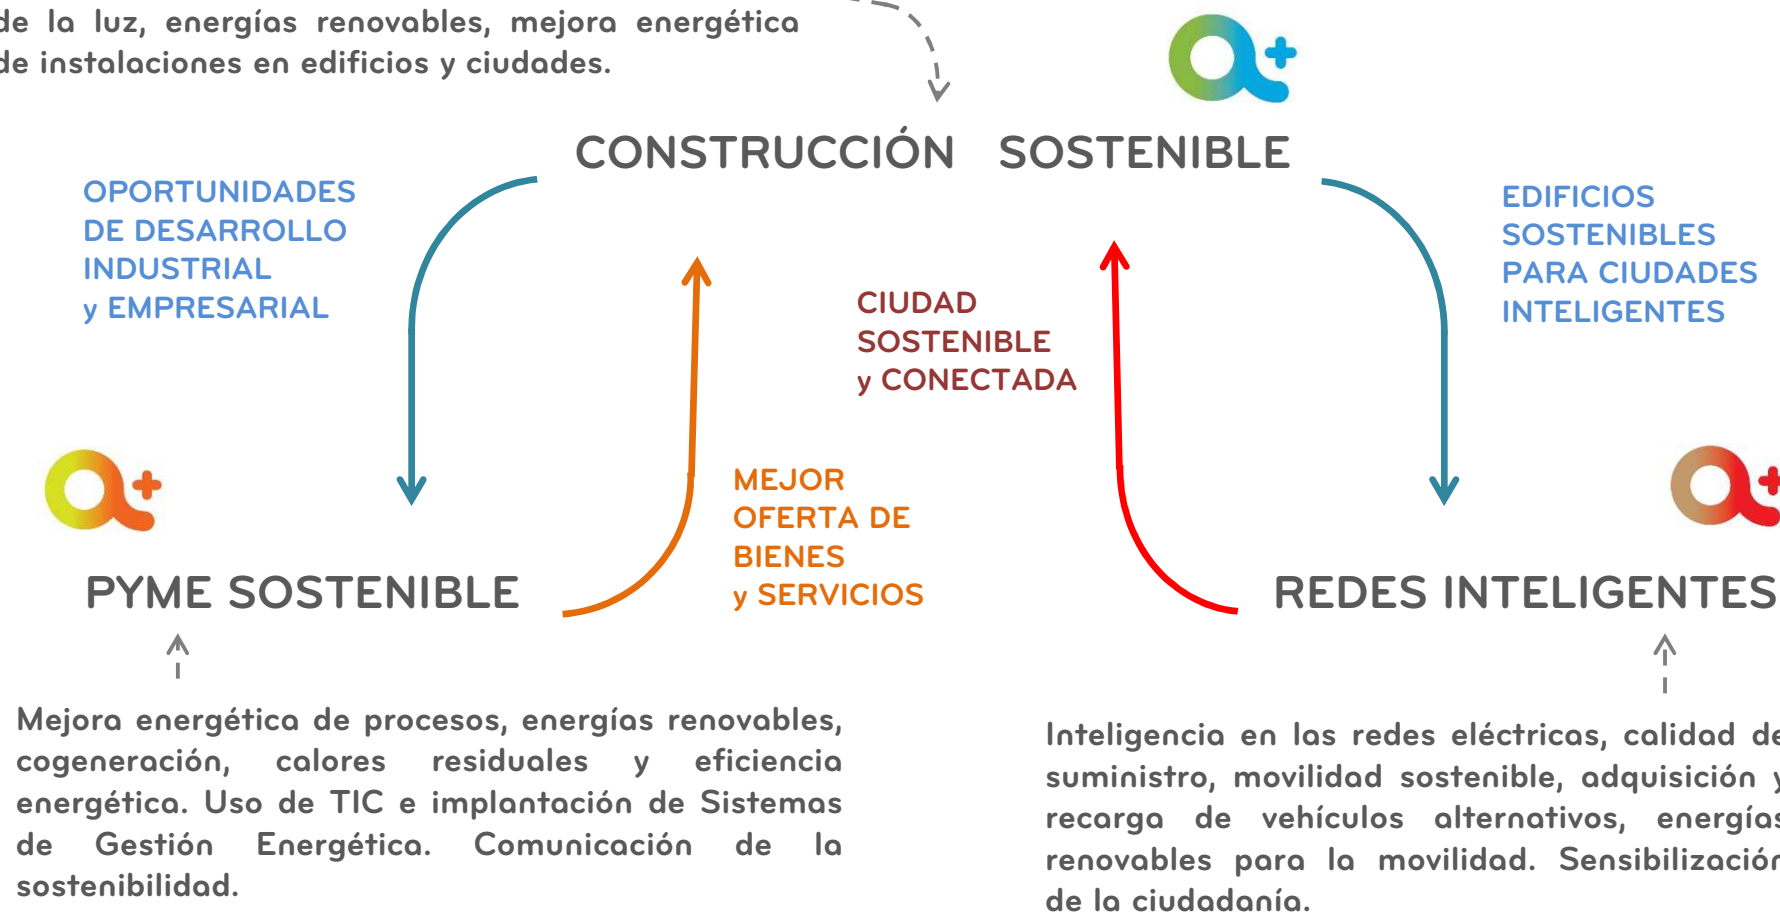 de la luz, energías renovables, mejora energética
de instalaciones en edificios y ciudades.
a+
CONSTRUCCIÓN SOSTENIBLE
OPORTUNIDADES
DE DESARROLLO
INDUSTRIAL
y EMPRESARIAL
EDIFICIOS
SOSTENIBLES
PARA CIUDADES
INTELIGENTES
CIUDAD
SOSTENIBLE
y CONECTADA
a+
MEJOR
OFERTA DE
BIENES
y SERVICIOS
a+
PYME SOSTENIBLE
REDES INTELIGENTES
Mejora energética de procesos, energías renovables,
cogeneración, calores residuales y eficiencia
energética. Uso de TIC e implantación de Sistemas
de Gestión Energética. Comunicación de la
sostenibilidad.
Inteligencia en las redes eléctricas, calidad de
suministro, movilidad sostenible, adquisición y
recarga de vehículos alternativos, energías
renovables para la movilidad. Sensibilización
de la ciudadanía.